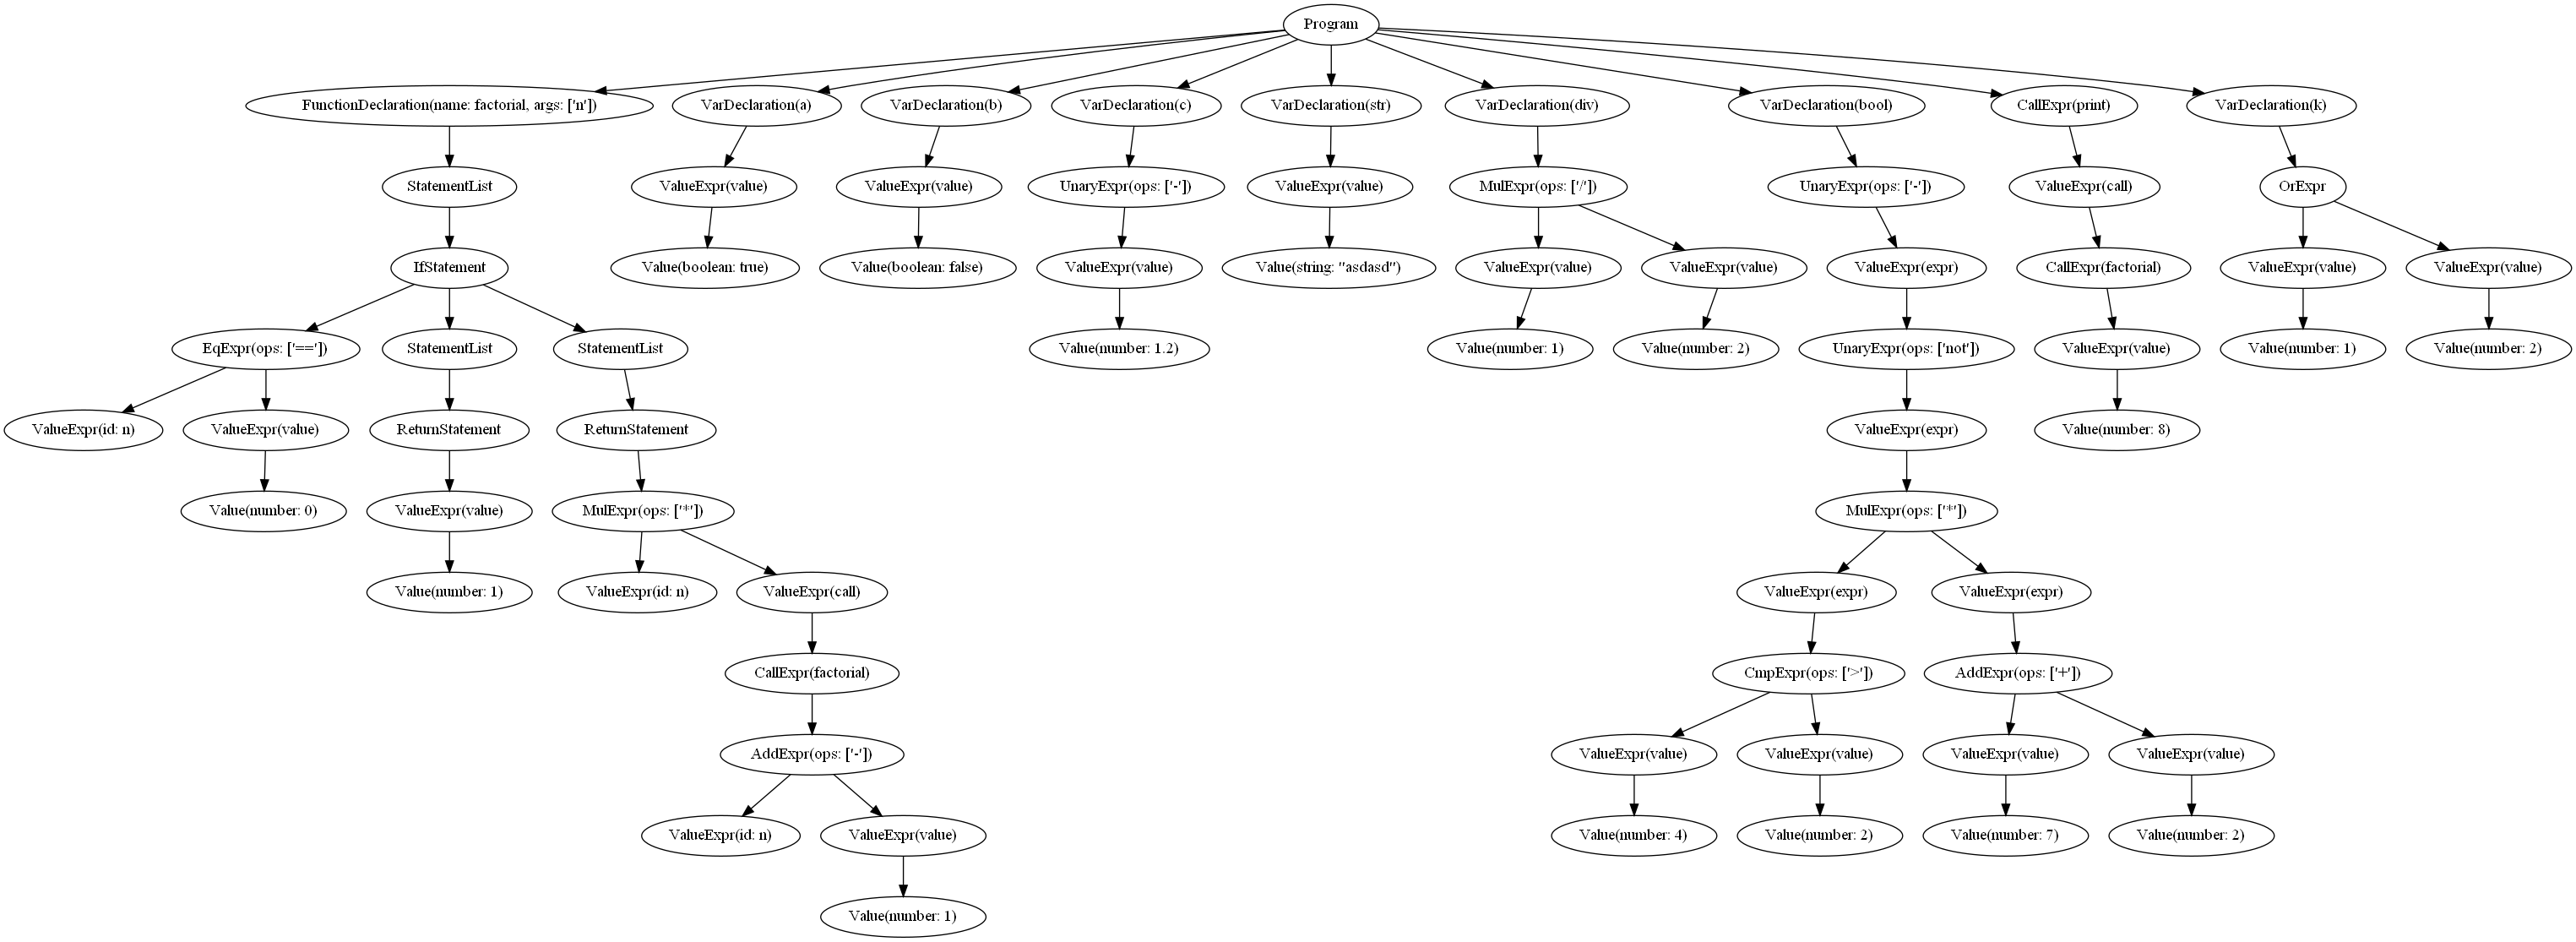 Program
FunctionDeclaration(name: factorial, args: ['n'])
VarDeclaration(a)
VarDeclaration(b)
VarDeclaration(c)
VarDeclaration(str)
VarDeclaration(div)
VarDeclaration(bool)
CallExpr(print)
VarDeclaration(k)
StatementList
ValueExpr(value)
ValueExpr(value)
UnaryExpr(ops: ['-'])
ValueExpr(value)
MulExpr(ops: ['/'])
UnaryExpr(ops: ['-'])
ValueExpr(call)
OrExpr
IfStatement
Value(boolean: true)
Value(boolean: false)
ValueExpr(value)
Value(string: "asdasd")
ValueExpr(value)
ValueExpr(value)
ValueExpr(expr)
CallExpr(factorial)
ValueExpr(value)
ValueExpr(value)
EqExpr(ops: ['=='])
StatementList
StatementList
Value(number: 1.2)
Value(number: 1)
Value(number: 2)
UnaryExpr(ops: ['not'])
ValueExpr(value)
Value(number: 1)
Value(number: 2)
ValueExpr(id: n)
ValueExpr(value)
ReturnStatement
ReturnStatement
ValueExpr(expr)
Value(number: 8)
Value(number: 0)
ValueExpr(value)
MulExpr(ops: ['*'])
MulExpr(ops: ['*'])
Value(number: 1)
ValueExpr(id: n)
ValueExpr(call)
ValueExpr(expr)
ValueExpr(expr)
CallExpr(factorial)
CmpExpr(ops: ['>'])
AddExpr(ops: ['+'])
AddExpr(ops: ['-'])
ValueExpr(value)
ValueExpr(value)
ValueExpr(value)
ValueExpr(value)
ValueExpr(id: n)
ValueExpr(value)
Value(number: 4)
Value(number: 2)
Value(number: 7)
Value(number: 2)
Value(number: 1)